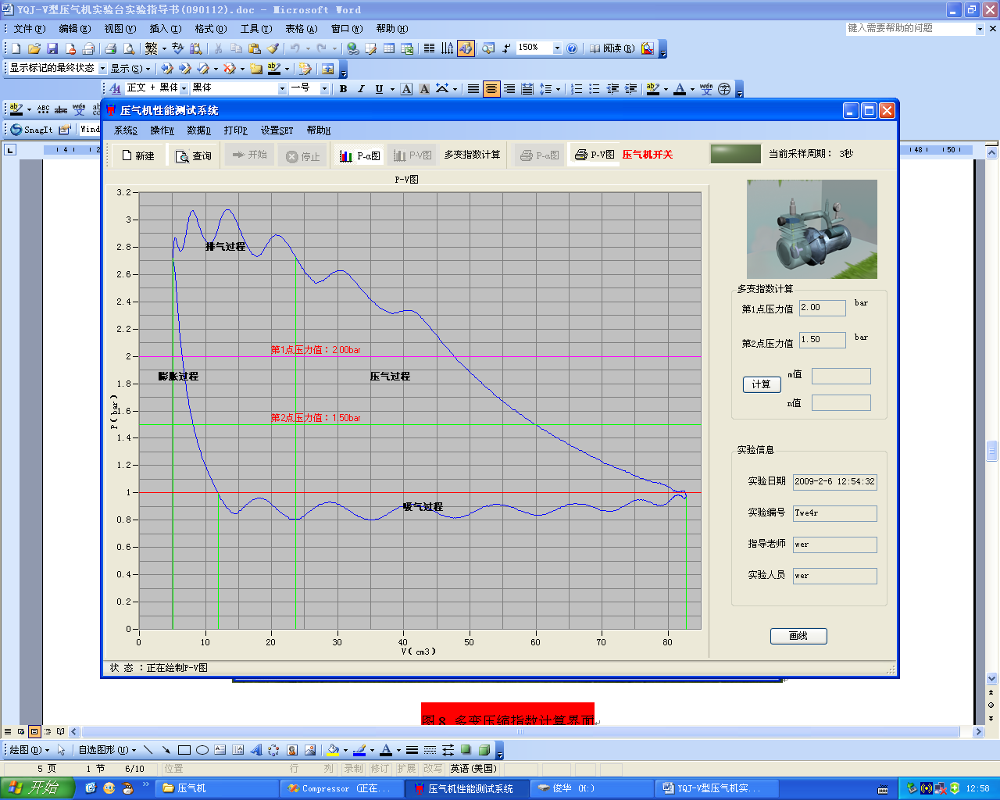 YQJ-V型压气机实验台实验指导书(090112).doc - Microsoft Word
文件(F) 编辑(E) 视图(V) 插入(I) 格式(O) 工具(T) 表格(A) 窗口(W) 帮助(H) 键入需要帮助的问题
繁 150% 阅读(R)
显示标记的最终状态 显示(S)
正文 + 黑体 黑体 一号 B I U A A
SnagIt Wind
压气机性能测试系统
系统S 操作W 数据D 打印P 设置SET 帮助H
新建 查询 开始 停止 P-α图 P-V图 多变指数计算 P-α图 P-V图 压气机开关 当前采样周期： 3秒
4 2 48 50
P-V图
3.2
3
2.8
2.6
2.4
2.2
2
1.8
1.6
1.4
1.2
1
0.8
0.6
0.4
0.2
0
P(bar)
排气过程
第1点压力值：2.00bar
膨胀过程
压气过程
第2点压力值：1.50bar
吸气过程
0 10 20 30 40 50 60 70 80
V(cm3)
多变指数计算
第1点压力值 2.00 bar
第2点压力值 1.50 bar
计算 m值
n值
实验信息
实验日期 2009-2-6 12:54:32
实验编号 Twe4r
指导老师 wer
实验人员 wer
画线
状 态 ：正在绘制P-V图
图 8 多变压缩指数计算界面
绘图(D) 自选图形(U)
5 页 1 节 6/10 位置 行 列 录制 修订 扩展 改写 英语(美国)
开始 压气机 Compressor (正在... 压气机性能测试系统 俊华 (H:) YQJ-V型压气机实... 12:58